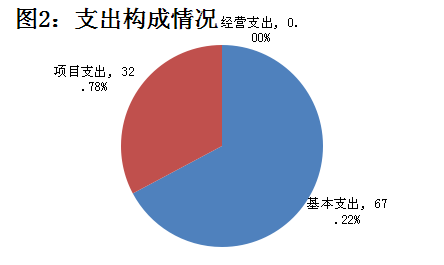 图2：支出构成情况
经营支出, 0.
00%
项目支出, 32
.78%
基本支出, 67
.22%